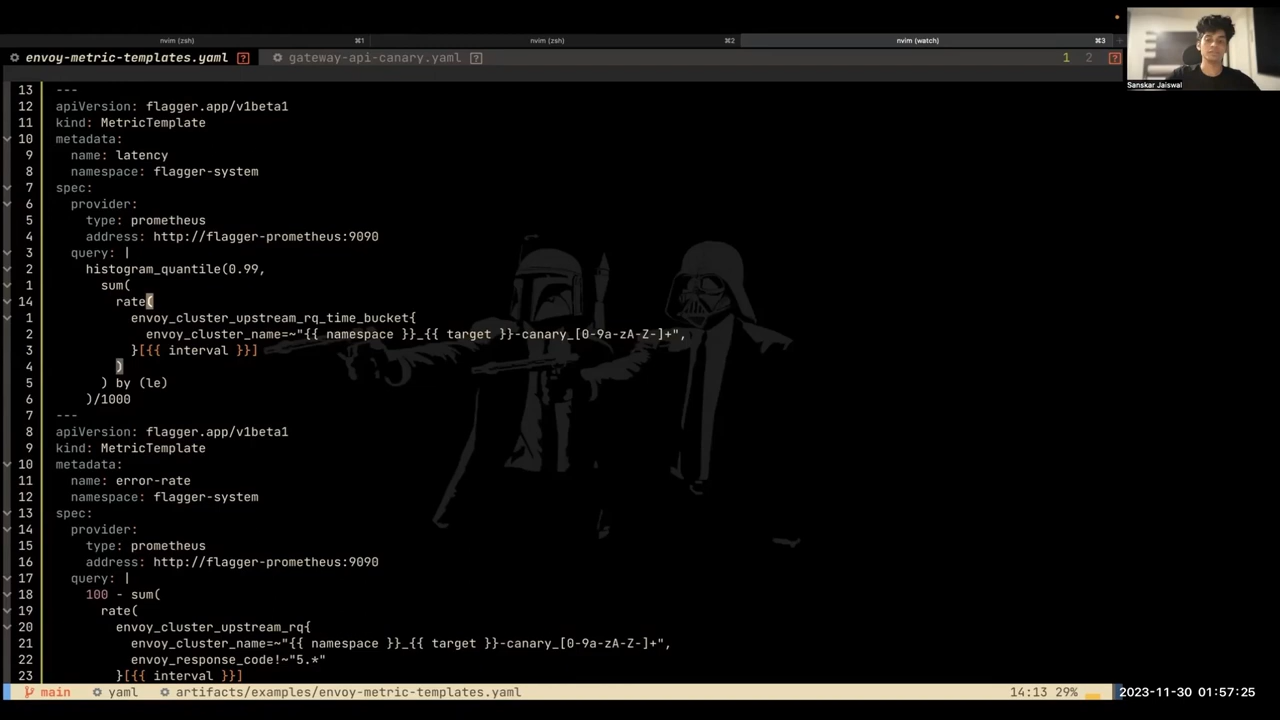 nvim (zsh) ⌘1 nvim (zsh) ⌘2 nvim (watch) ⌘3
envoy-metric-templates.yaml ? gateway-api-canary.yaml ? 1 2 ?
Sanskar Jaiswal
13 ---
12 apiVersion: flagger.app/v1beta1
11 kind: MetricTemplate
10 metadata:
9 name: latency
8 namespace: flagger-system
7 spec:
6 provider:
5 type: prometheus
4 address: http://flagger-prometheus:9090
3 query: |
2 histogram_quantile(0.99,
1 sum(
14 rate(
1 envoy_cluster_upstream_rq_time_bucket{
2 envoy_cluster_name=~"{{ namespace }}_{{ target }}-canary_[0-9a-zA-Z-]+",
3 }[{{ interval }}]
4 )
5 ) by (le)
6 )/1000
7 ---
8 apiVersion: flagger.app/v1beta1
9 kind: MetricTemplate
10 metadata:
11 name: error-rate
12 namespace: flagger-system
13 spec:
14 provider:
15 type: prometheus
16 address: http://flagger-prometheus:9090
17 query: |
18 100 - sum(
19 rate(
20 envoy_cluster_upstream_rq{
21 envoy_cluster_name=~"{{ namespace }}_{{ target }}-canary_[0-9a-zA-Z-]+",
22 envoy_response_code!~"5.*"
23 }[{{ interval }}]
main yaml artifacts/examples/envoy-metric-templates.yaml 14:13 29% 2023-11-30 01:57:25